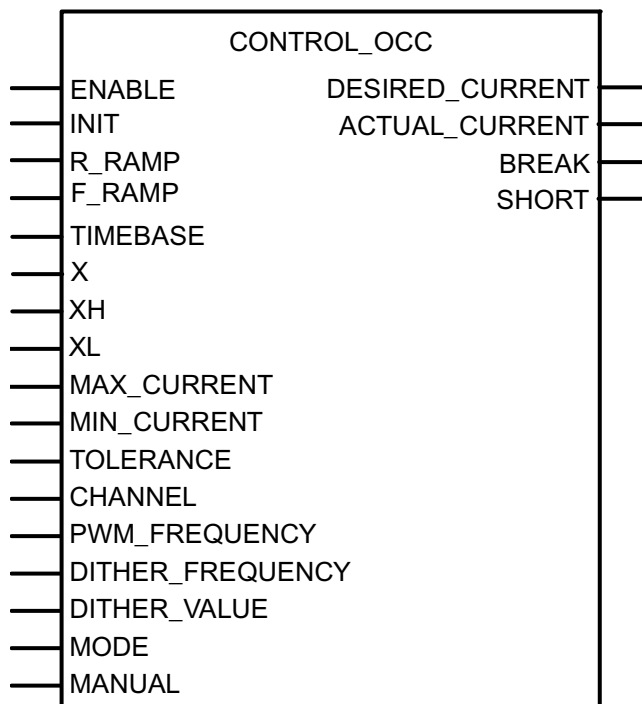 CONTROL_OCC
ENABLE DESIRED_CURRENT
INIT ACTUAL_CURRENT
R_RAMP BREAK
F_RAMP SHORT
TIMEBASE
X
XH
XL
MAX_CURRENT
MIN_CURRENT
TOLERANCE
CHANNEL
PWM_FREQUENCY
DITHER_FREQUENCY
DITHER_VALUE
MODE
MANUAL